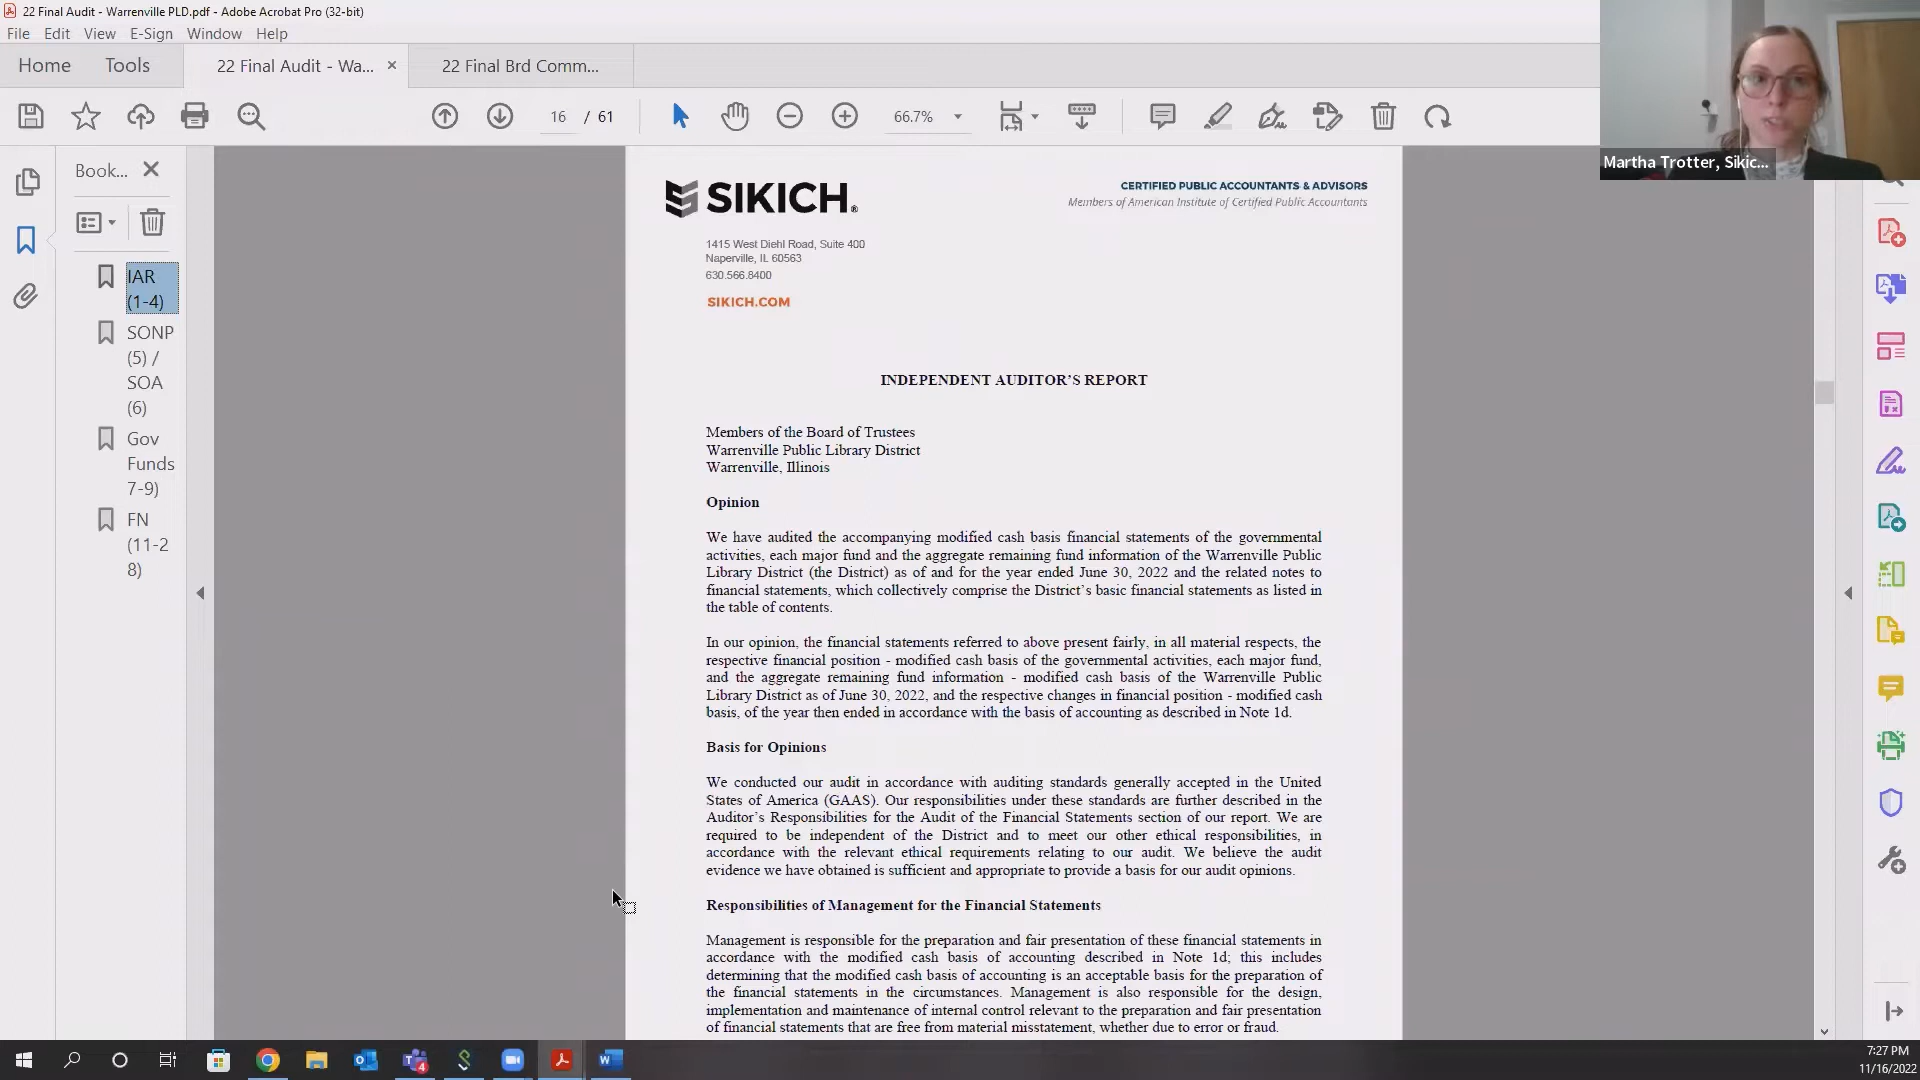 22 Final Audit - Warrenville PLD.pdf - Adobe Acrobat Pro (32-bit)
File Edit View E-Sign Window Help
Home Tools 22 Final Audit - Wa... 22 Final Brd Comm...
16 / 61 66.7%
Martha Trotter, Sikic...
Book...
IAR
(1-4)
SONP
(5) /
SOA
(6)
Gov
Funds
7-9)
FN
(11-2
8)
SIKICH®
CERTIFIED PUBLIC ACCOUNTANTS & ADVISORS
Members of American Institute of Certified Public Accountants
1415 West Diehl Road, Suite 400
Naperville, IL 60563
630.566.8400
SIKICH.COM
INDEPENDENT AUDITOR’S REPORT
Members of the Board of Trustees
Warrenville Public Library District
Warrenville, Illinois
Opinion
We have audited the accompanying modified cash basis financial statements of the governmental
activities, each major fund and the aggregate remaining fund information of the Warrenville Public
Library District (the District) as of and for the year ended June 30, 2022 and the related notes to
financial statements, which collectively comprise the District’s basic financial statements as listed in
the table of contents.
In our opinion, the financial statements referred to above present fairly, in all material respects, the
respective financial position - modified cash basis of the governmental activities, each major fund,
and the aggregate remaining fund information - modified cash basis of the Warrenville Public
Library District as of June 30, 2022, and the respective changes in financial position - modified cash
basis, of the year then ended in accordance with the basis of accounting as described in Note 1d.
Basis for Opinions
We conducted our audit in accordance with auditing standards generally accepted in the United
States of America (GAAS). Our responsibilities under these standards are further described in the
Auditor’s Responsibilities for the Audit of the Financial Statements section of our report. We are
required to be independent of the District and to meet our other ethical responsibilities, in
accordance with the relevant ethical requirements relating to our audit. We believe the audit
evidence we have obtained is sufficient and appropriate to provide a basis for our audit opinions.
Responsibilities of Management for the Financial Statements
Management is responsible for the preparation and fair presentation of these financial statements in
accordance with the modified cash basis of accounting described in Note 1d; this includes
determining that the modified cash basis of accounting is an acceptable basis for the preparation of
the financial statements in the circumstances. Management is also responsible for the design,
implementation and maintenance of internal control relevant to the preparation and fair presentation
of financial statements that are free from material misstatement, whether due to error or fraud.
4
7:27 PM
11/16/2022